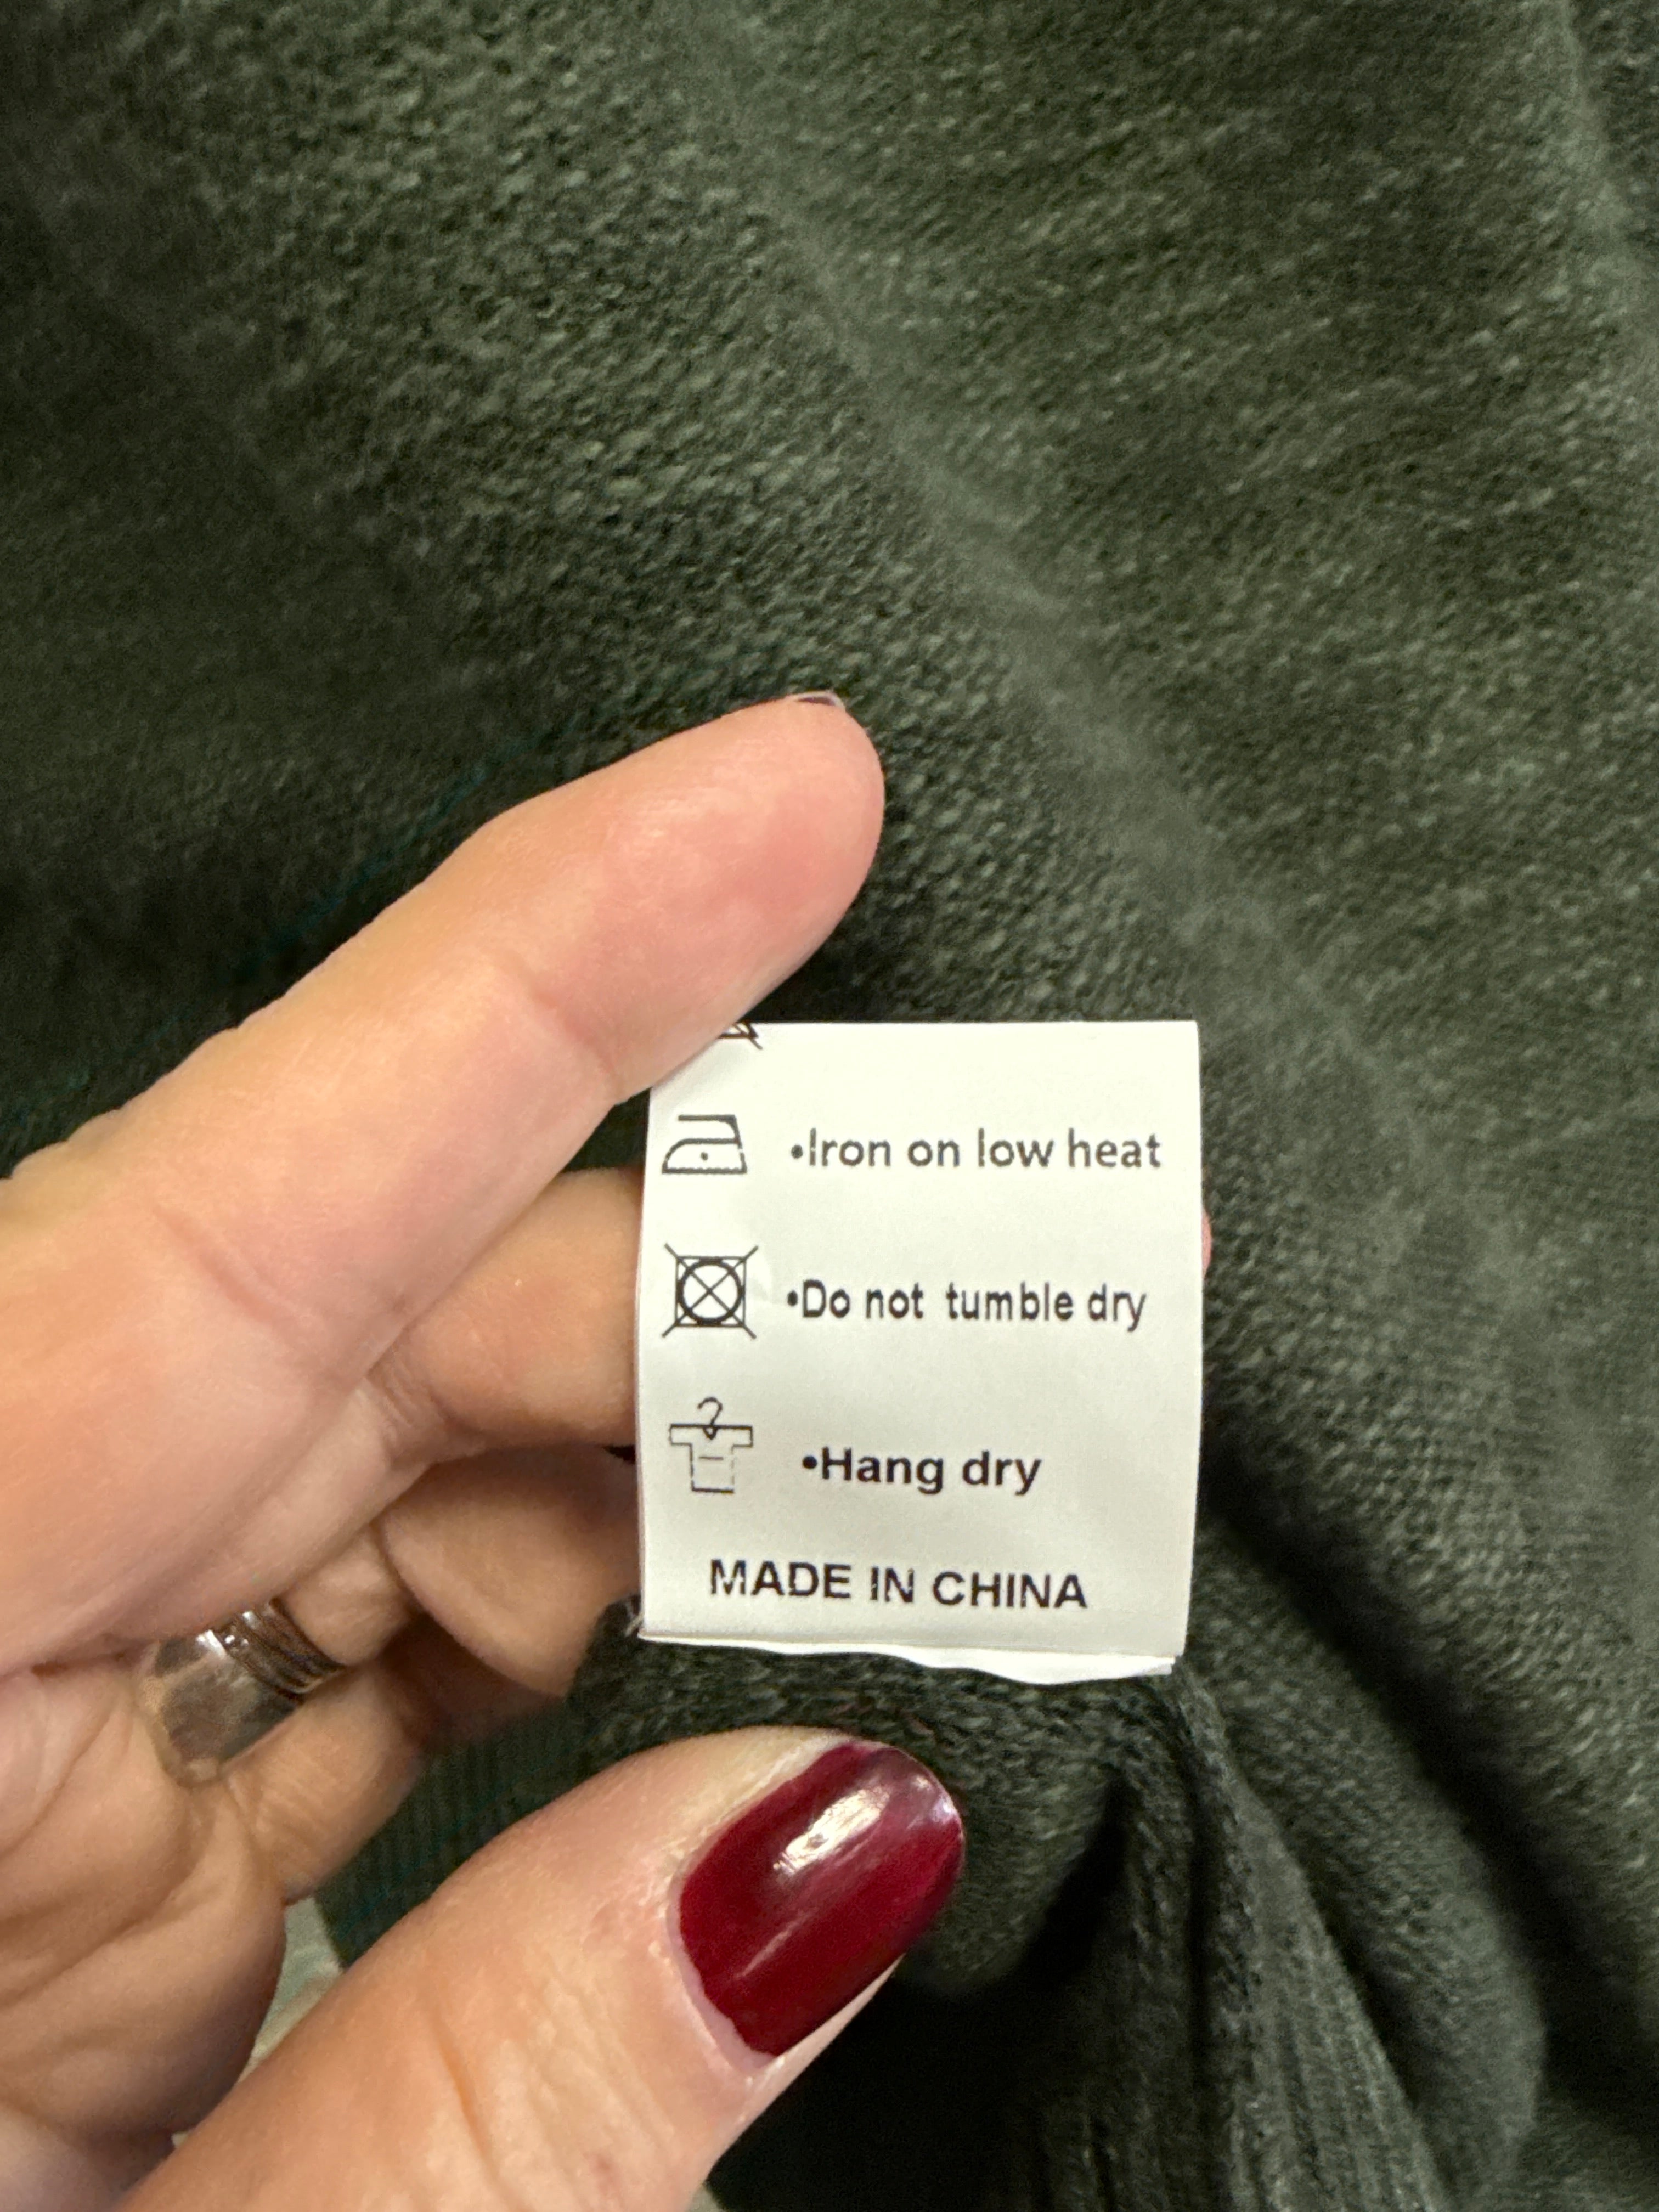 •Iron on low heat
•Do not tumble dry
•Hang dry
MADE IN CHINA